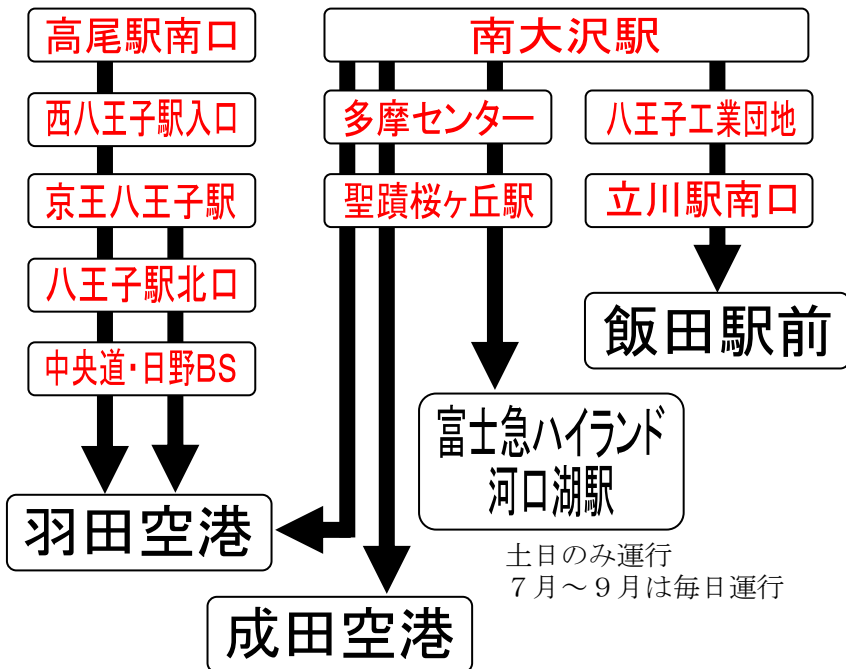 高尾駅南口
南大沢駅
西八王子駅入口
多摩センター
八王子工業団地
京王八王子駅
聖蹟桜ヶ丘駅
立川駅南口
八王子駅北口
飯田駅前
中央道・日野BS
富士急ハイランド
河口湖駅
羽田空港
土日のみ運行
７月～９月は毎日運行
成田空港